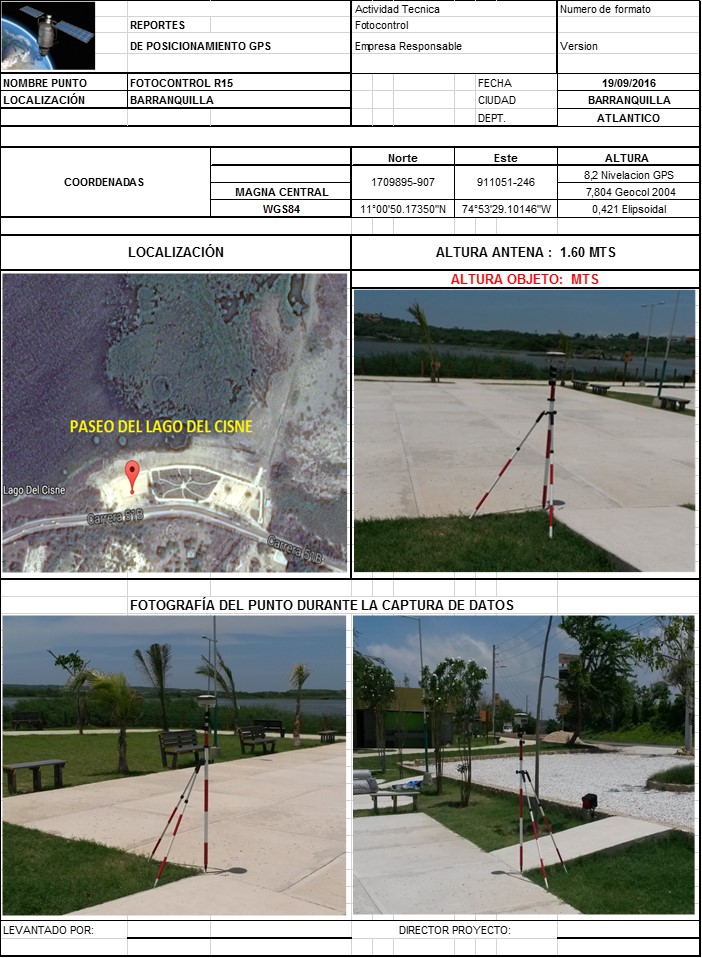 Actividad Tecnica
Numero de formato
REPORTES
Fotocontrol
DE POSICIONAMIENTO GPS
Empresa Responsable
Version
NOMBRE PUNTO
FOTOCONTROL R15
FECHA
19/09/2016
LOCALIZACIÓN
BARRANQUILLA
CIUDAD
BARRANQUILLA
DEPT.
ATLANTICO
COORDENADAS
Norte
Este
ALTURA
8,2 Nivelacion GPS
MAGNA CENTRAL
1709895-907
911051-246
7,804 Geocol 2004
WGS84
11°00'50.17350"N
74°53'29.10146"W
0,421 Elipsoidal
LOCALIZACIÓN
ALTURA ANTENA : 1.60 MTS
ALTURA OBJETO: MTS
PASEO DEL LAGO DEL CISNE
Lago Del Cisne
Carrera 51B
Carrera 51B
FOTOGRAFÍA DEL PUNTO DURANTE LA CAPTURA DE DATOS
LEVANTADO POR:
DIRECTOR PROYECTO: